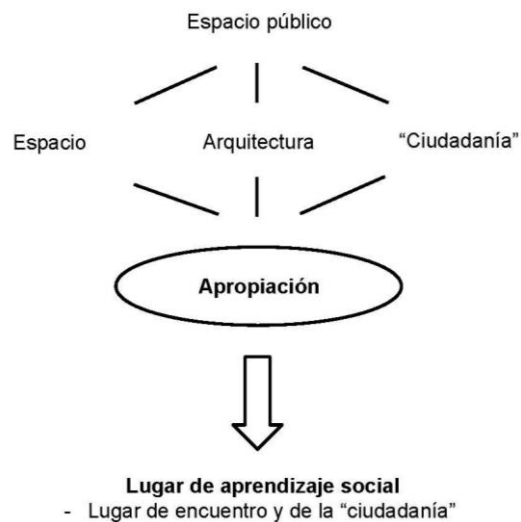 Espacio público
Espacio Arquitectura “Ciudadanía”
Apropiación
Lugar de aprendizaje social
- Lugar de encuentro y de la “ciudadanía”